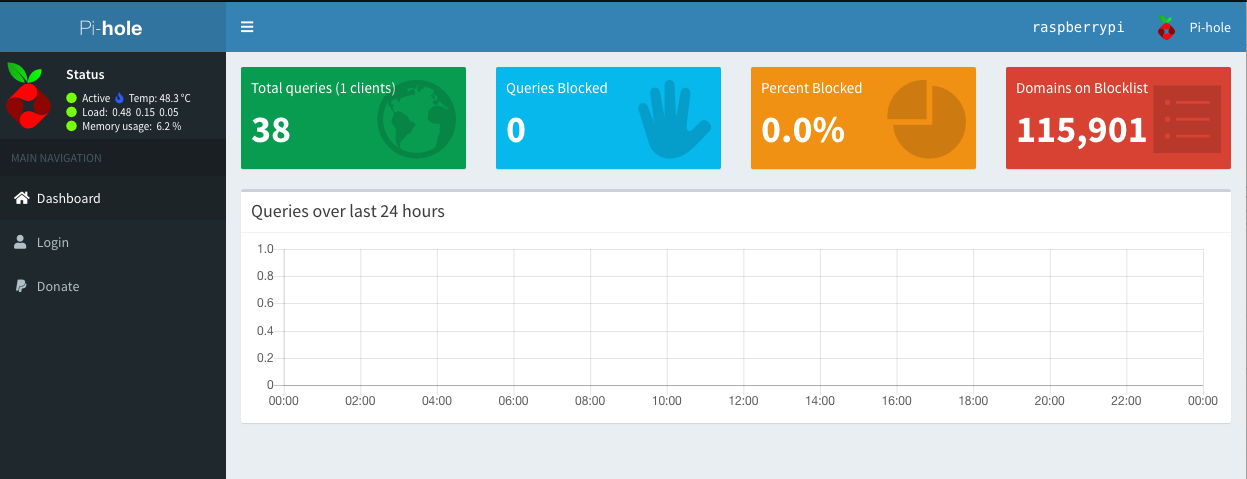 Pi-hole
raspberrypi
Pi-hole
Status
Active Temp: 48.3 °C
Load: 0.48 0.15 0.05
Memory usage: 6.2 %
MAIN NAVIGATION
Dashboard
Login
Donate
Total queries (1 clients)
38
Queries Blocked
0
Percent Blocked
0.0%
Domains on Blocklist
115,901
Queries over last 24 hours
1.0
0.8
0.6
0.4
0.2
0
00:00 02:00 04:00 06:00 08:00 10:00 12:00 14:00 16:00 18:00 20:00 22:00 00:00